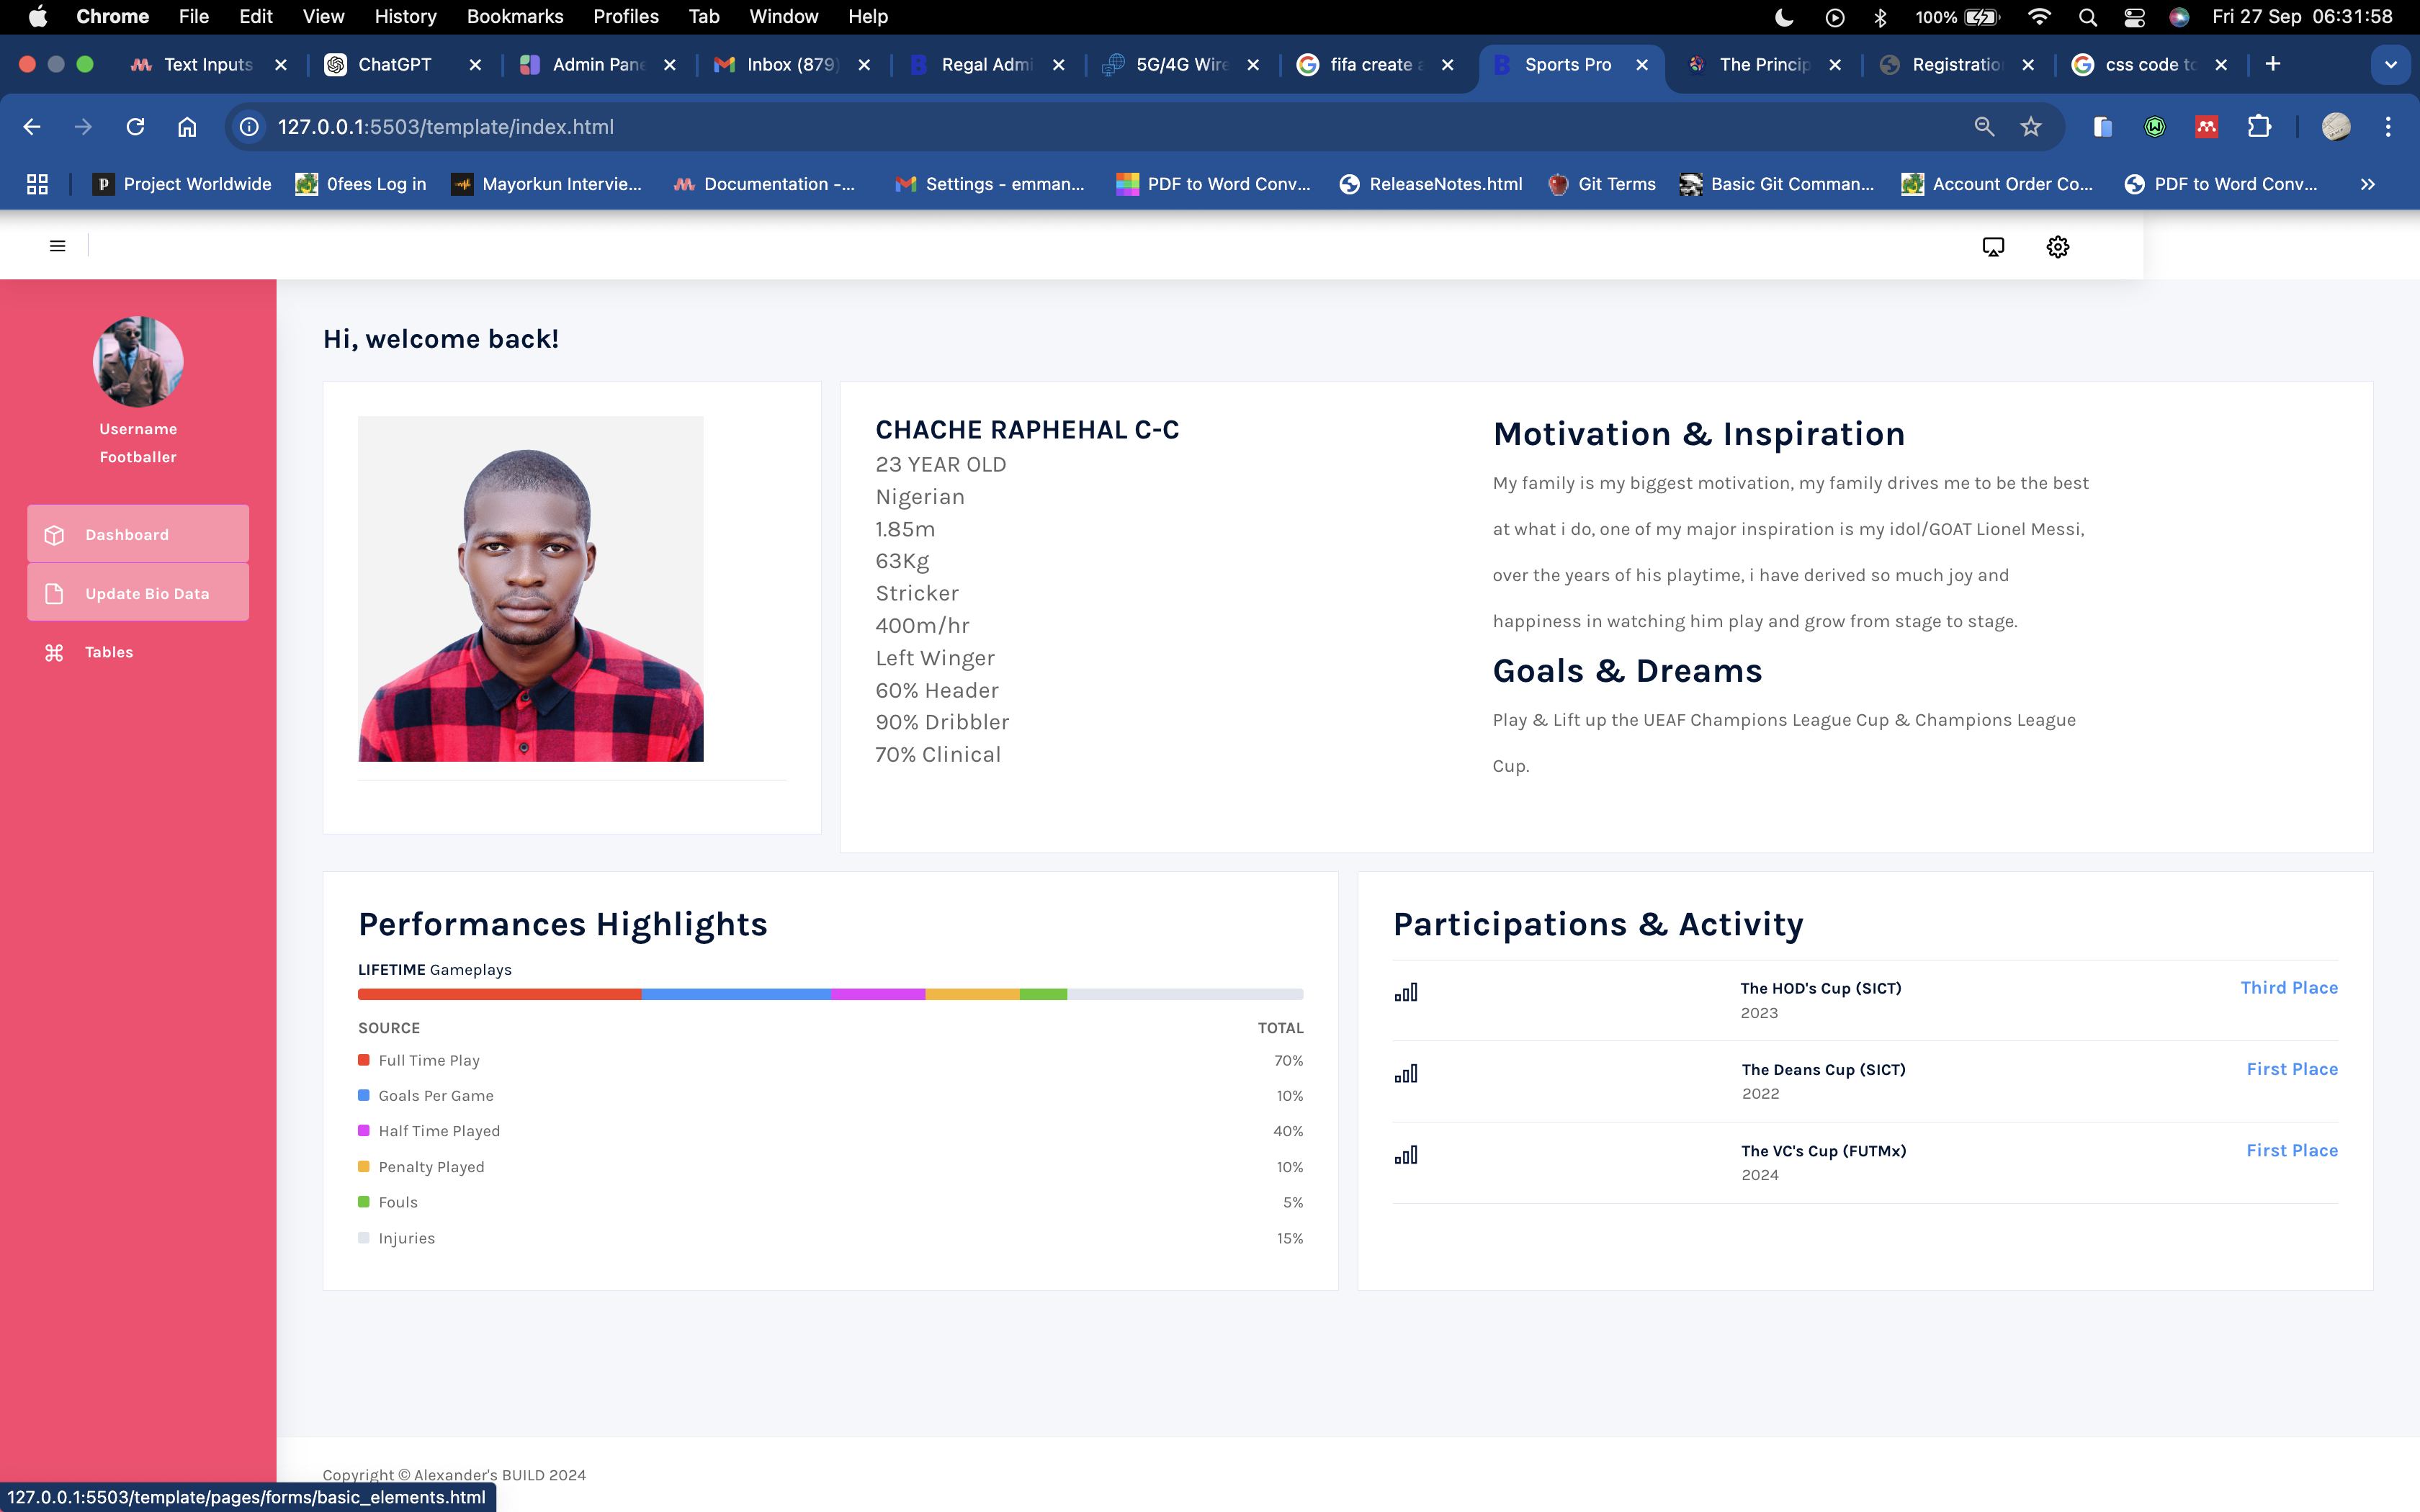 Chrome File Edit View History Bookmarks Profiles Tab Window Help 100% Fri 27 Sep 06:31:58
Text Inputs ChatGPT Admin Pane Inbox (879) Regal Admi 5G/4G Wire fifa create a Sports Pro The Princip Registratio css code to
127.0.0.1:5503/template/index.html
Project Worldwide 0fees Log in Mayorkun Intervie... Documentation -... Settings - emman... PDF to Word Conv... ReleaseNotes.html Git Terms Basic Git Comman... Account Order Co... PDF to Word Conv...
Hi, welcome back!
Username
Footballer
Dashboard
Update Bio Data
Tables
CHACHE RAPHEHAL C-C
23 YEAR OLD
Nigerian
1.85m
63Kg
Stricker
400m/hr
Left Winger
60% Header
90% Dribbler
70% Clinical
Motivation & Inspiration
My family is my biggest motivation, my family drives me to be the best
at what i do, one of my major inspiration is my idol/GOAT Lionel Messi,
over the years of his playtime, i have derived so much joy and
happiness in watching him play and grow from stage to stage.
Goals & Dreams
Play & Lift up the UEAF Champions League Cup & Champions League
Cup.
Performances Highlights
LIFETIME Gameplays
SOURCE TOTAL
Full Time Play 70%
Goals Per Game 10%
Half Time Played 40%
Penalty Played 10%
Fouls 5%
Injuries 15%
Participations & Activity
The HOD's Cup (SICT) Third Place
2023
The Deans Cup (SICT) First Place
2022
The VC's Cup (FUTMx) First Place
2024
Copyright © Alexander's BUILD 2024
127.0.0.1:5503/template/pages/forms/basic_elements.html